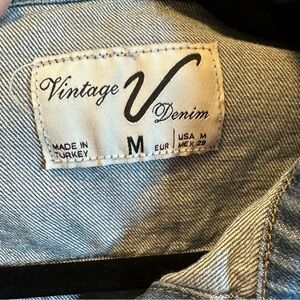 Vintage V Denim
MADE IN
TURKEY
M
EUR
USA M
MEX 28